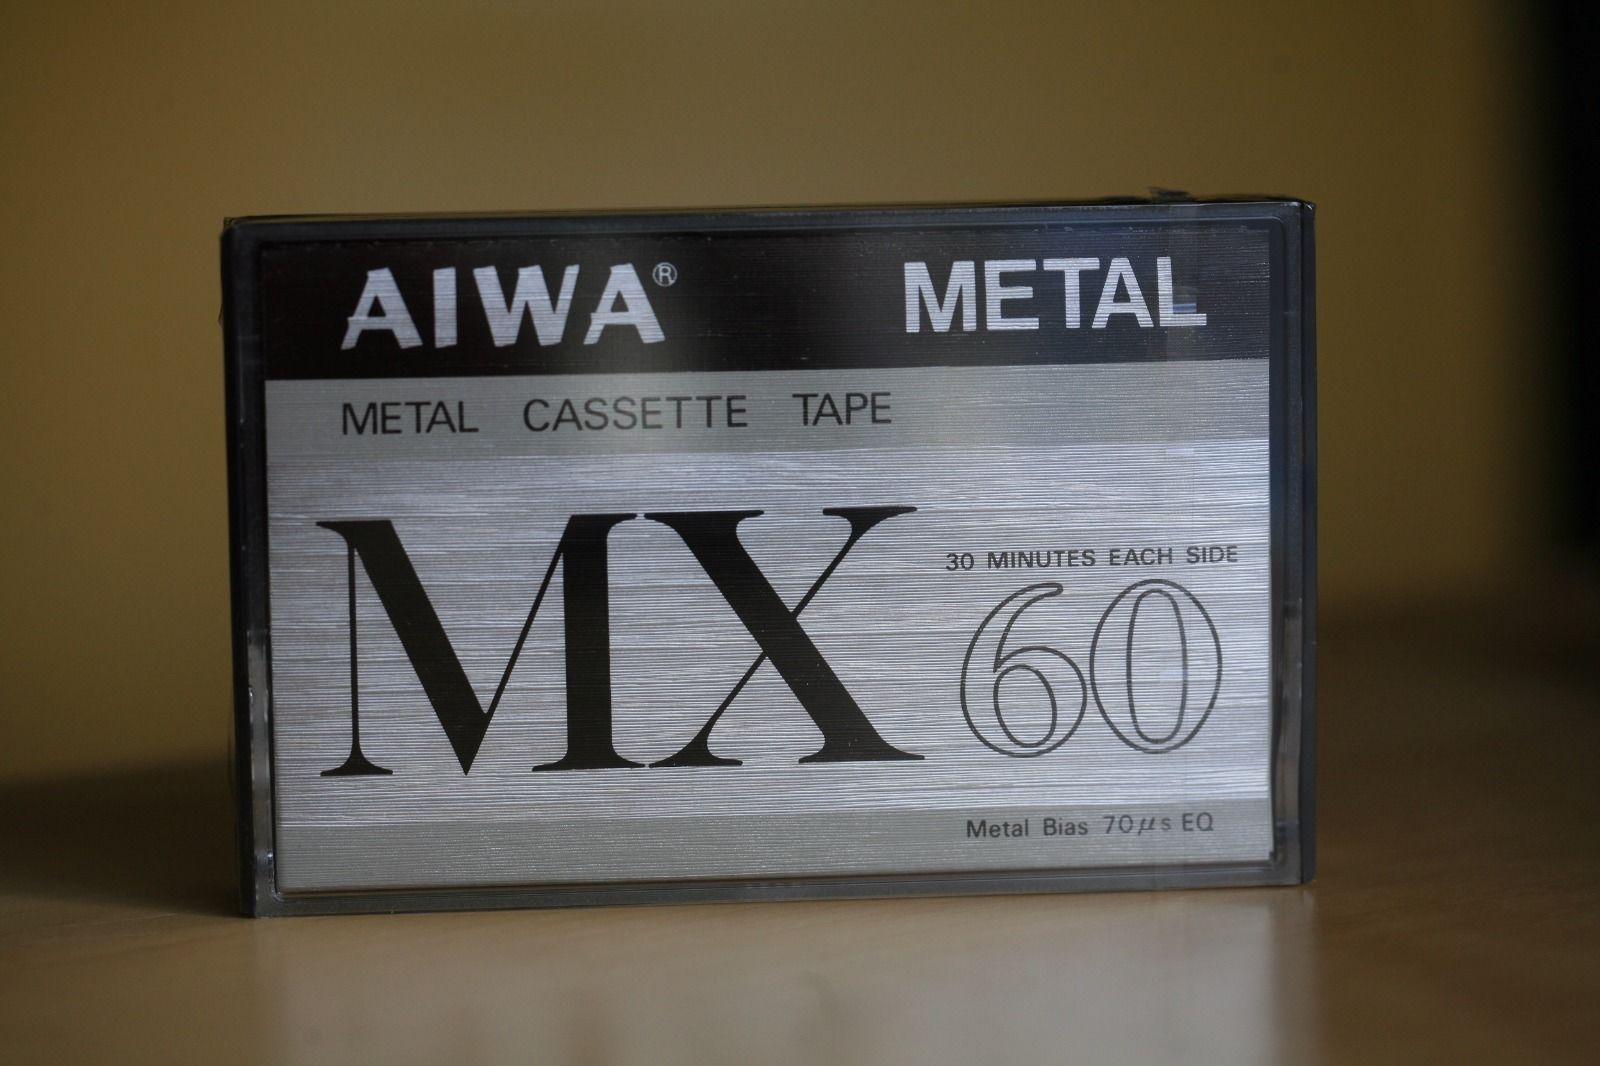 AIWA® METAL
METAL CASSETTE TAPE
MX
30 MINUTES EACH SIDE
60
Metal Bias 70μs EQ